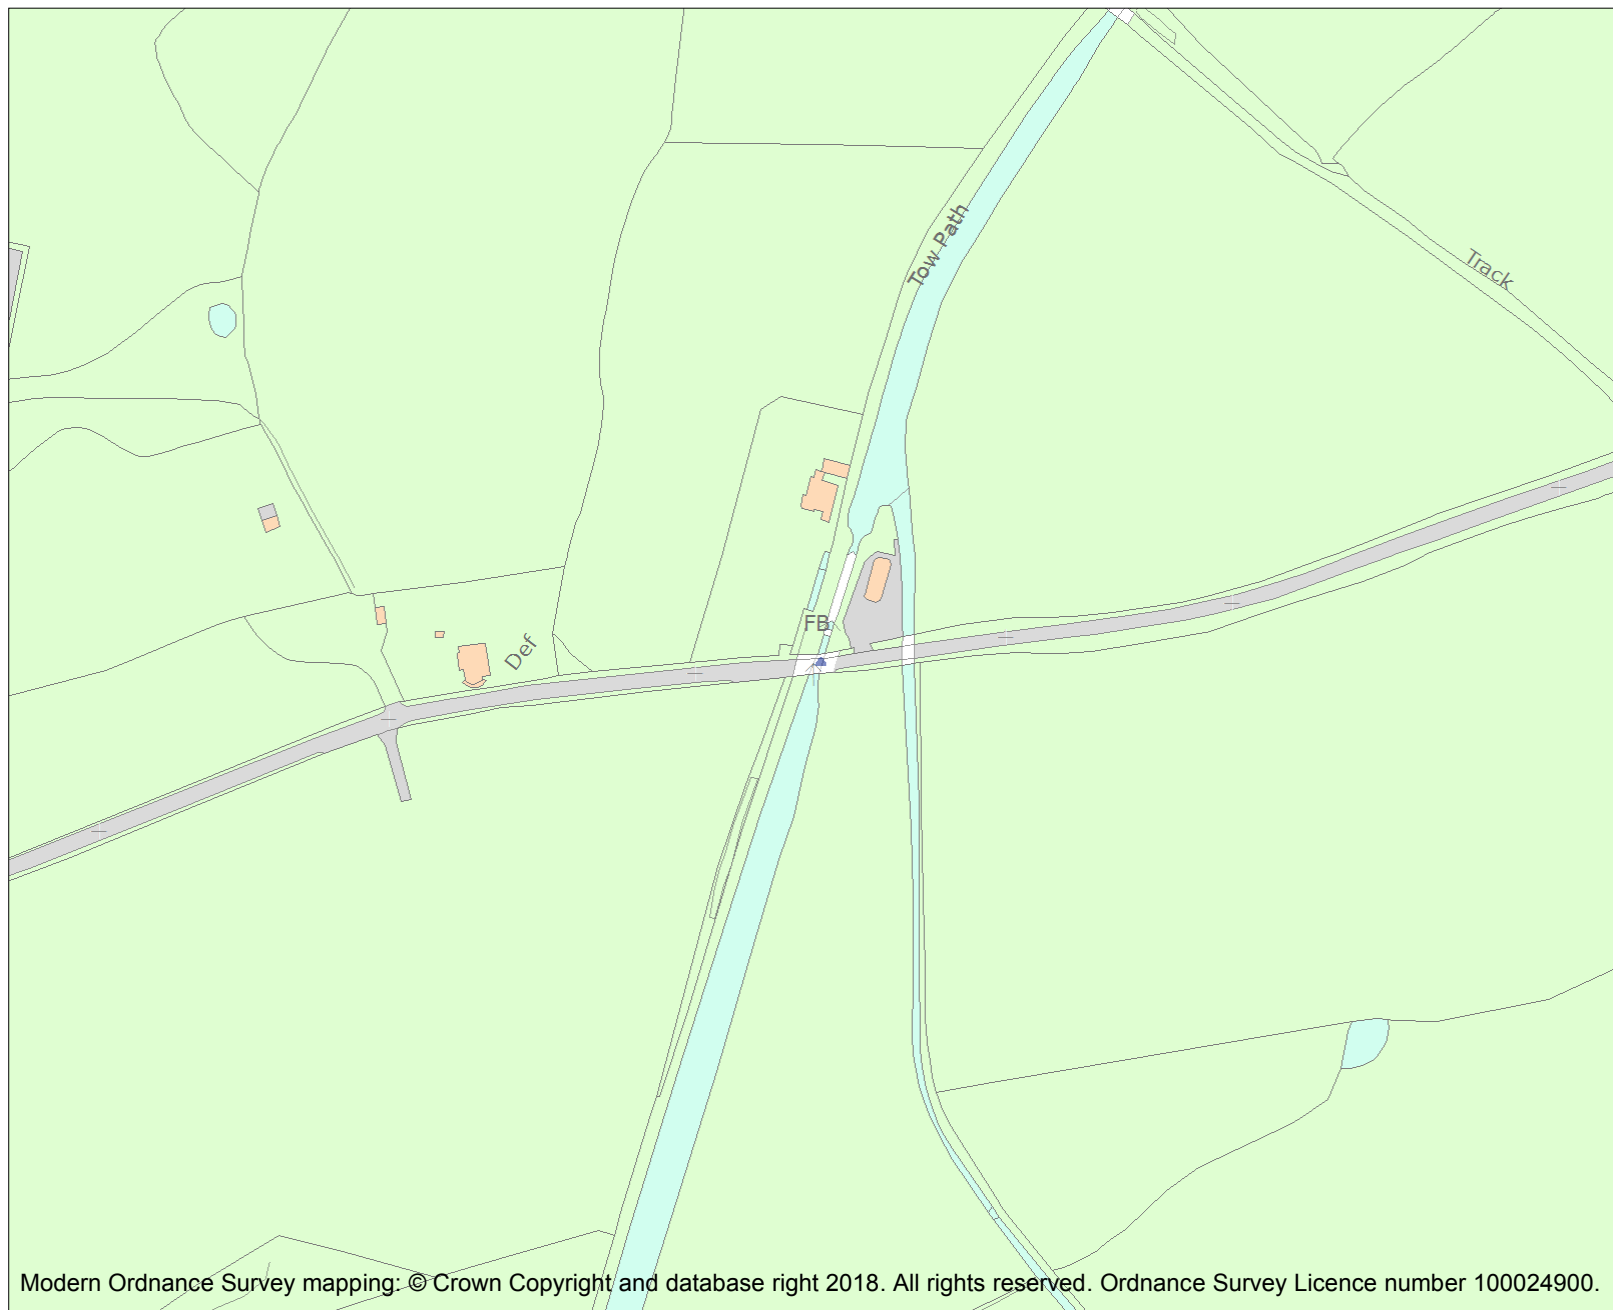 Tow Path
Track
FB
Def
Modern Ordnance Survey mapping: © Crown Copyright and database right 2018. All rights reserved. Ordnance Survey Licence number 100024900.